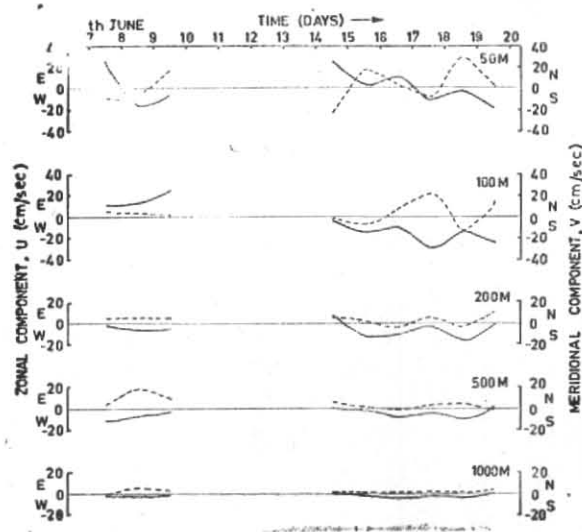 th JUNE TIME (DAYS)
7 8 9 10 11 12 13 14 15 16 17 18 19 20
50M
40
20 20
E N
0 0
W S
-20 -20
-40 -40
100M
40 40
20 20
E N
0 0
W S
-20 -20
-40 -40
200M
20 20
E N
0 0
W S
-20 -20
500M
20 20
E N
0 0
W S
-20 -20
1000M
20 20
E N
0 0
W S
-20 -20
ZONAL COMPONENT, U (cm/sec)
MERIDIONAL COMPONENT, V (cm/sec)